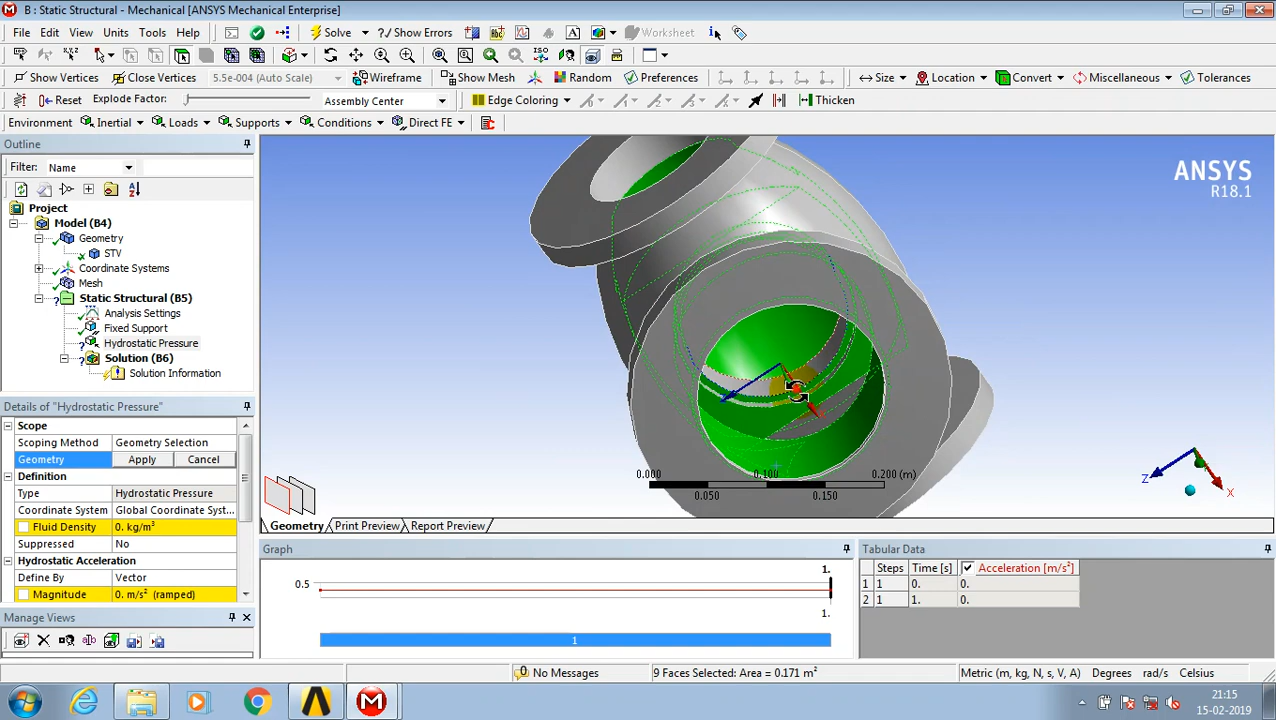 B : Static Structural - Mechanical [ANSYS Mechanical Enterprise]
File Edit View Units Tools Help Solve ?/ Show Errors A Worksheet i
ISO
Show Vertices Close Vertices 5.5e-004 (Auto Scale) Wireframe Show Mesh Random Preferences Size Location Convert Miscellaneous Tolerances
Reset Explode Factor: Assembly Center Edge Coloring Thicken
Environment Inertial Loads Supports Conditions Direct FE
Outline
Filter: Name
Project
Model (B4)
Geometry
STV
Coordinate Systems
Mesh
Static Structural (B5)
Analysis Settings
Fixed Support
Hydrostatic Pressure
Solution (B6)
Solution Information
Details of "Hydrostatic Pressure"
Scope
Scoping Method Geometry Selection
Geometry Apply Cancel
Definition
Type Hydrostatic Pressure
Coordinate System Global Coordinate Syst...
Fluid Density 0. kg/m³
Suppressed No
Hydrostatic Acceleration
Define By Vector
Magnitude 0. m/s² (ramped)
Manage Views
ANSYS
R18.1
0.000 0.100 0.200 (m)
0.050 0.150
Z X
Geometry Print Preview Report Preview
Graph
1.
0.5
1.
1
Tabular Data
Steps Time [s] Acceleration [m/s²]
1 1 0. 0.
2 1 1. 0.
No Messages 9 Faces Selected: Area = 0.171 m² Metric (m, kg, N, s, V, A) Degrees rad/s Celsius
21:15
15-02-2019